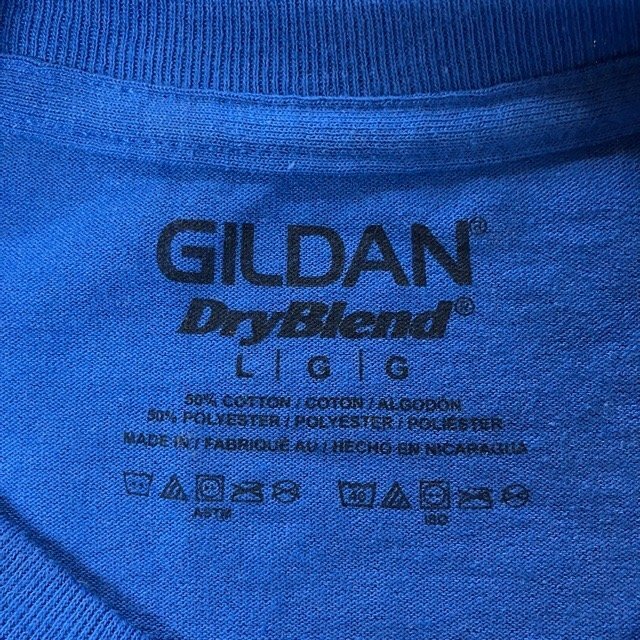 GILDAN®
DryBlend®
L | G | G
50% COTTON / COTON / ALGODÓN
50% POLYESTER / POLYESTER / POLIÉSTER
MADE IN / FABRIQUÉ AU / HECHO EN NICARAGUA
40
ASTM ISO